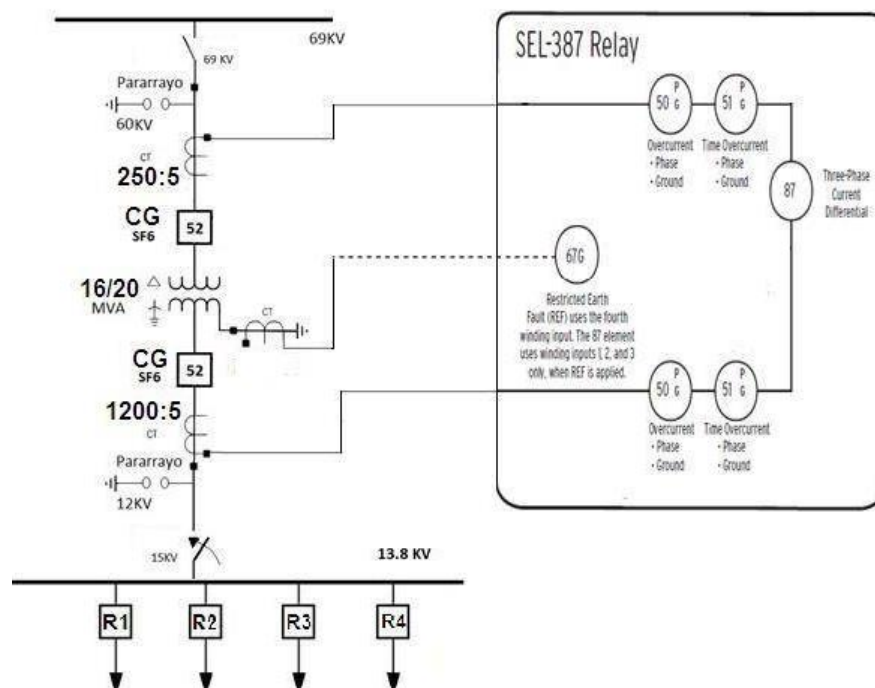 69KV
69 KV
Pararrayo
60KV
CT
250:5
CG
SF6
52
16/20
MVA
CT
CG
SF6
52
1200:5
CT
Pararrayo
12KV
15KV
13.8 KV
R1
R2
R3
R4
SEL-387 Relay
50 P G
51 P G
Overcurrent
• Phase
• Ground
Time Overcurrent
• Phase
• Ground
87
Three-Phase
Current
Differential
67G
Restricted Earth
Fault (REF) uses the fourth
winding input. The 87 element
uses winding inputs 1, 2, and 3
only, when REF is applied.
50 P G
51 P G
Overcurrent
• Phase
• Ground
Time Overcurrent
• Phase
• Ground